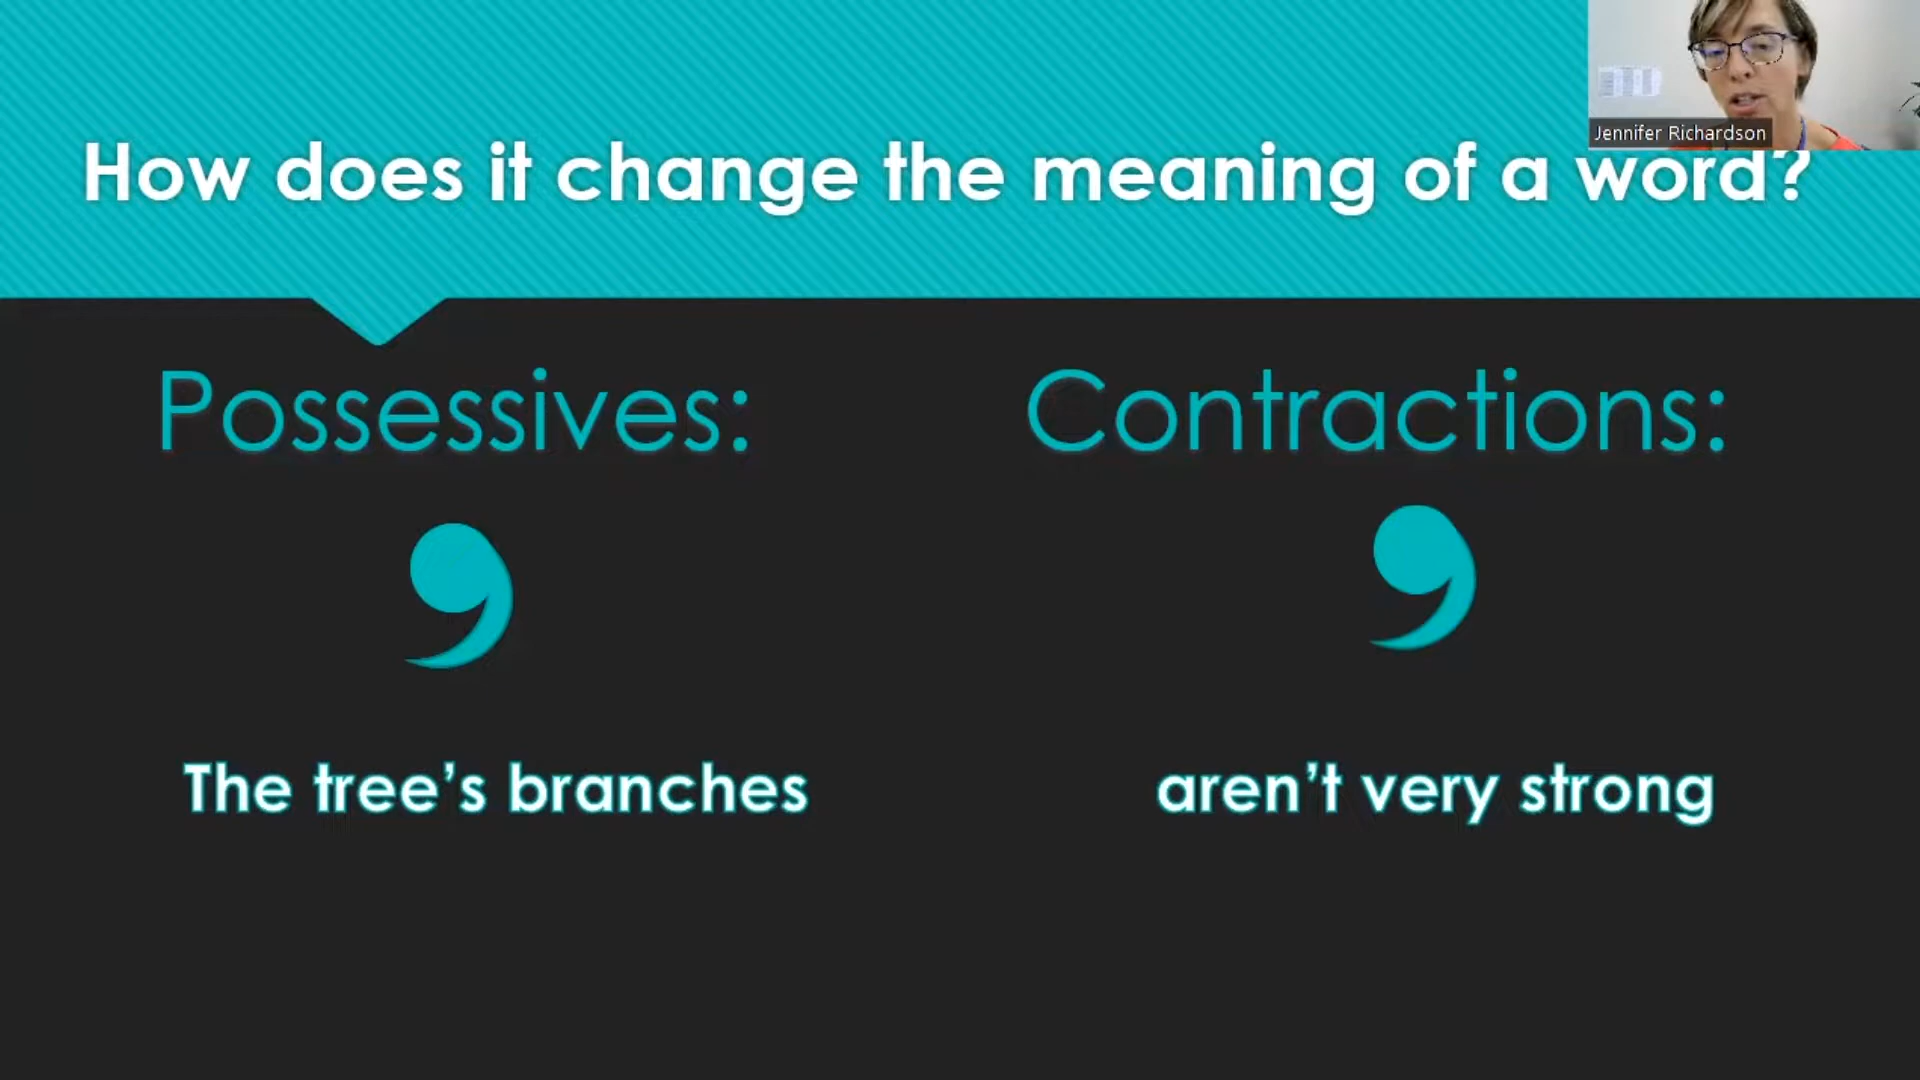 Jennifer Richardson
How does it change the meaning of a word?
Possessives:
Contractions:
’
’
The tree’s branches
aren’t very strong